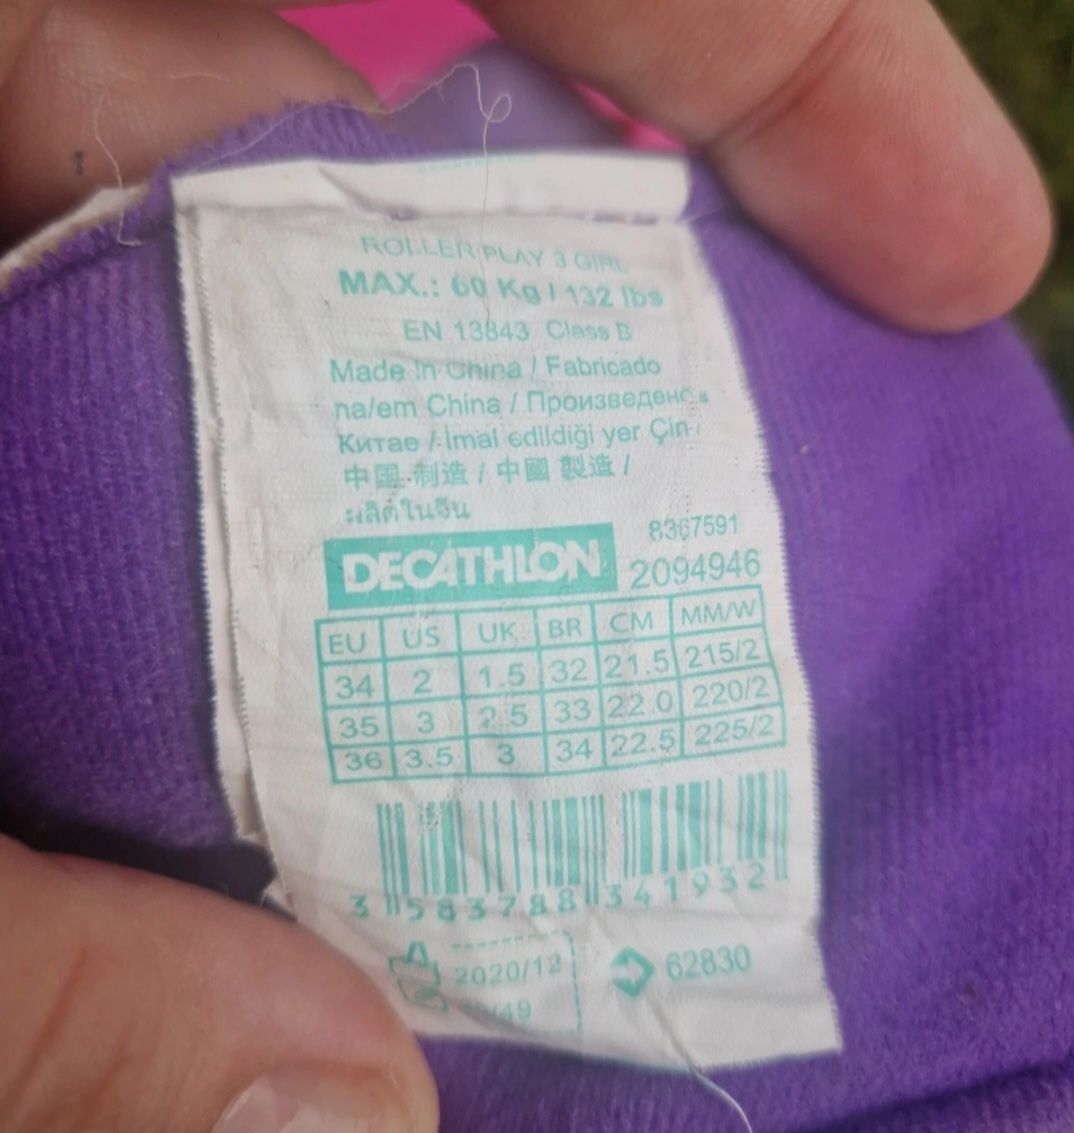 ROLLER PLAY 3 GIRL
MAX.: 60 Kg / 132 lbs
EN 13843 Class B
Made in China / Fabricado
na/em China / Произведено в
Китае / İmal edildiği yer Çin /
中国 制造 / 中國 製造 /
ผลิตในจีน
8367591
DECATHLON 2094946
EU US UK BR CM MM/W
34 2 1.5 32 21.5 215/2
35 3 2.5 33 22.0 220/2
36 3.5 3 34 22.5 225/2
3 583788 341932
2020/12
/49
62830